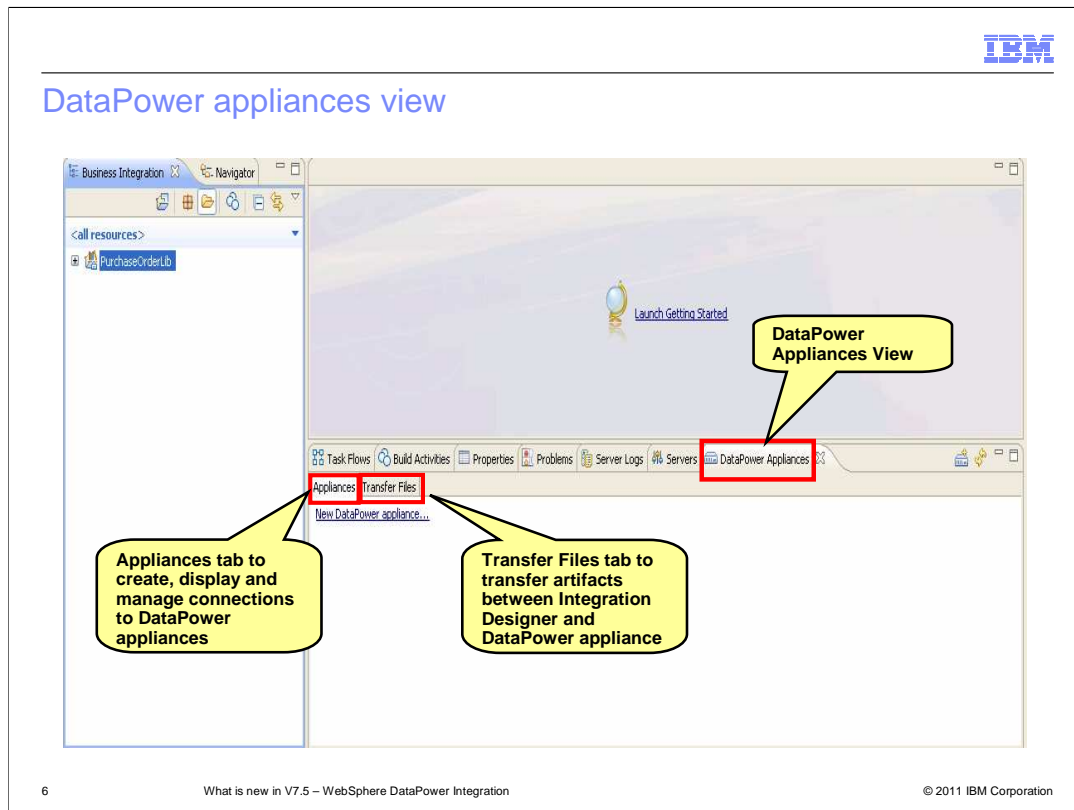 IBM
DataPower appliances view
Business Integration
Navigator
<all resources>
PurchaseOrderLib
Launch Getting Started
DataPower
Appliances View
Task Flows
Build Activities
Properties
Problems
Server Logs
Servers
DataPower Appliances
Appliances
Transfer Files
New DataPower appliance...
Appliances tab to
create, display and
manage connections
to DataPower
appliances
Transfer Files tab to
transfer artifacts
between Integration
Designer and
DataPower appliance
6
What is new in V7.5 – WebSphere DataPower Integration
© 2011 IBM Corporation